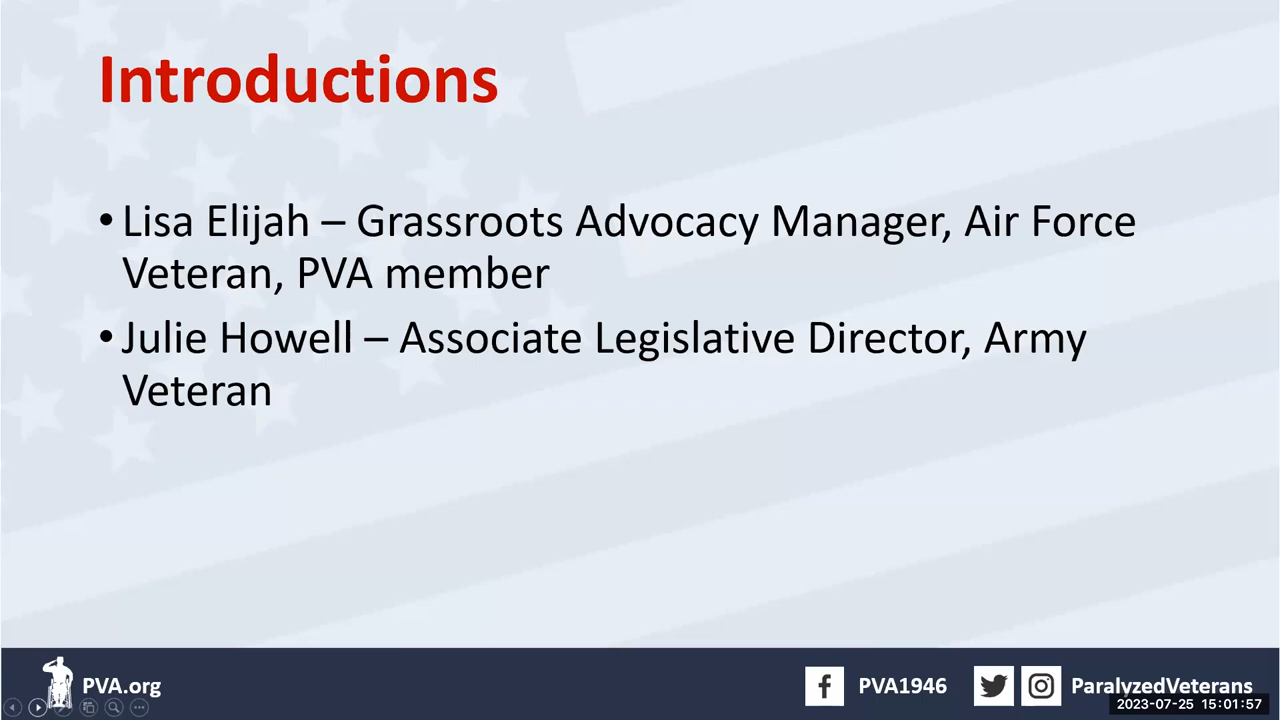 Introductions
• Lisa Elijah – Grassroots Advocacy Manager, Air Force
Veteran, PVA member
• Julie Howell – Associate Legislative Director, Army
Veteran
PVA.org
PVA1946
ParalyzedVeterans
2023-07-25 15:01:57